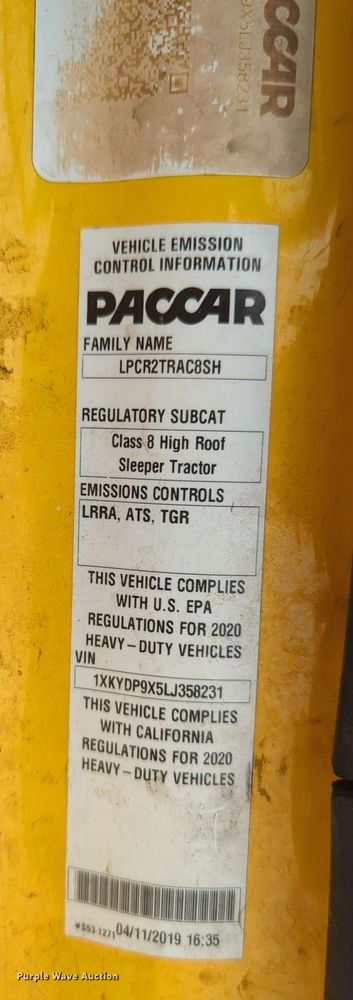 PACCAR
9X5LJ358231
VEHICLE EMISSION
CONTROL INFORMATION
PACCAR
FAMILY NAME
LPCR2TRAC8SH
REGULATORY SUBCAT
Class 8 High Roof
Sleeper Tractor
EMISSIONS CONTROLS
LRRA, ATS, TGR
THIS VEHICLE COMPLIES
WITH U.S. EPA
REGULATIONS FOR 2020
HEAVY-DUTY VEHICLES
VIN
1XKYDP9X5LJ358231
THIS VEHICLE COMPLIES
WITH CALIFORNIA
REGULATIONS FOR 2020
HEAVY-DUTY VEHICLES
04/11/2019 16:35
Purple Wave Auction